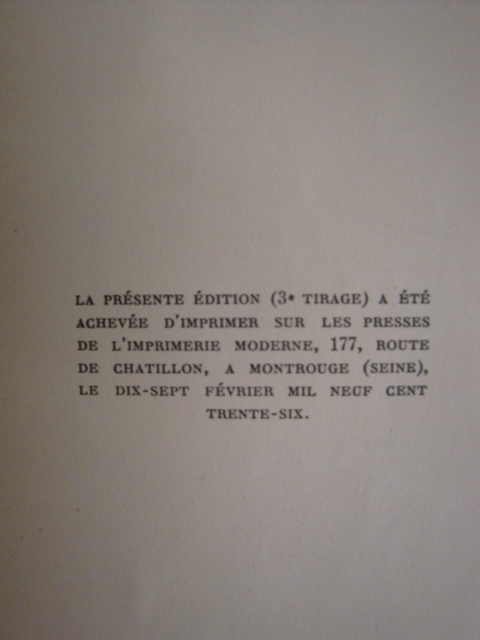 LA PRÉSENTE ÉDITION (3e TIRAGE) A ÉTÉ
ACHEVÉE D'IMPRIMER SUR LES PRESSES
DE L'IMPRIMERIE MODERNE, 177, ROUTE
DE CHATILLON, A MONTROUGE (SEINE),
LE DIX-SEPT FÉVRIER MIL NEUF CENT
TRENTE-SIX.